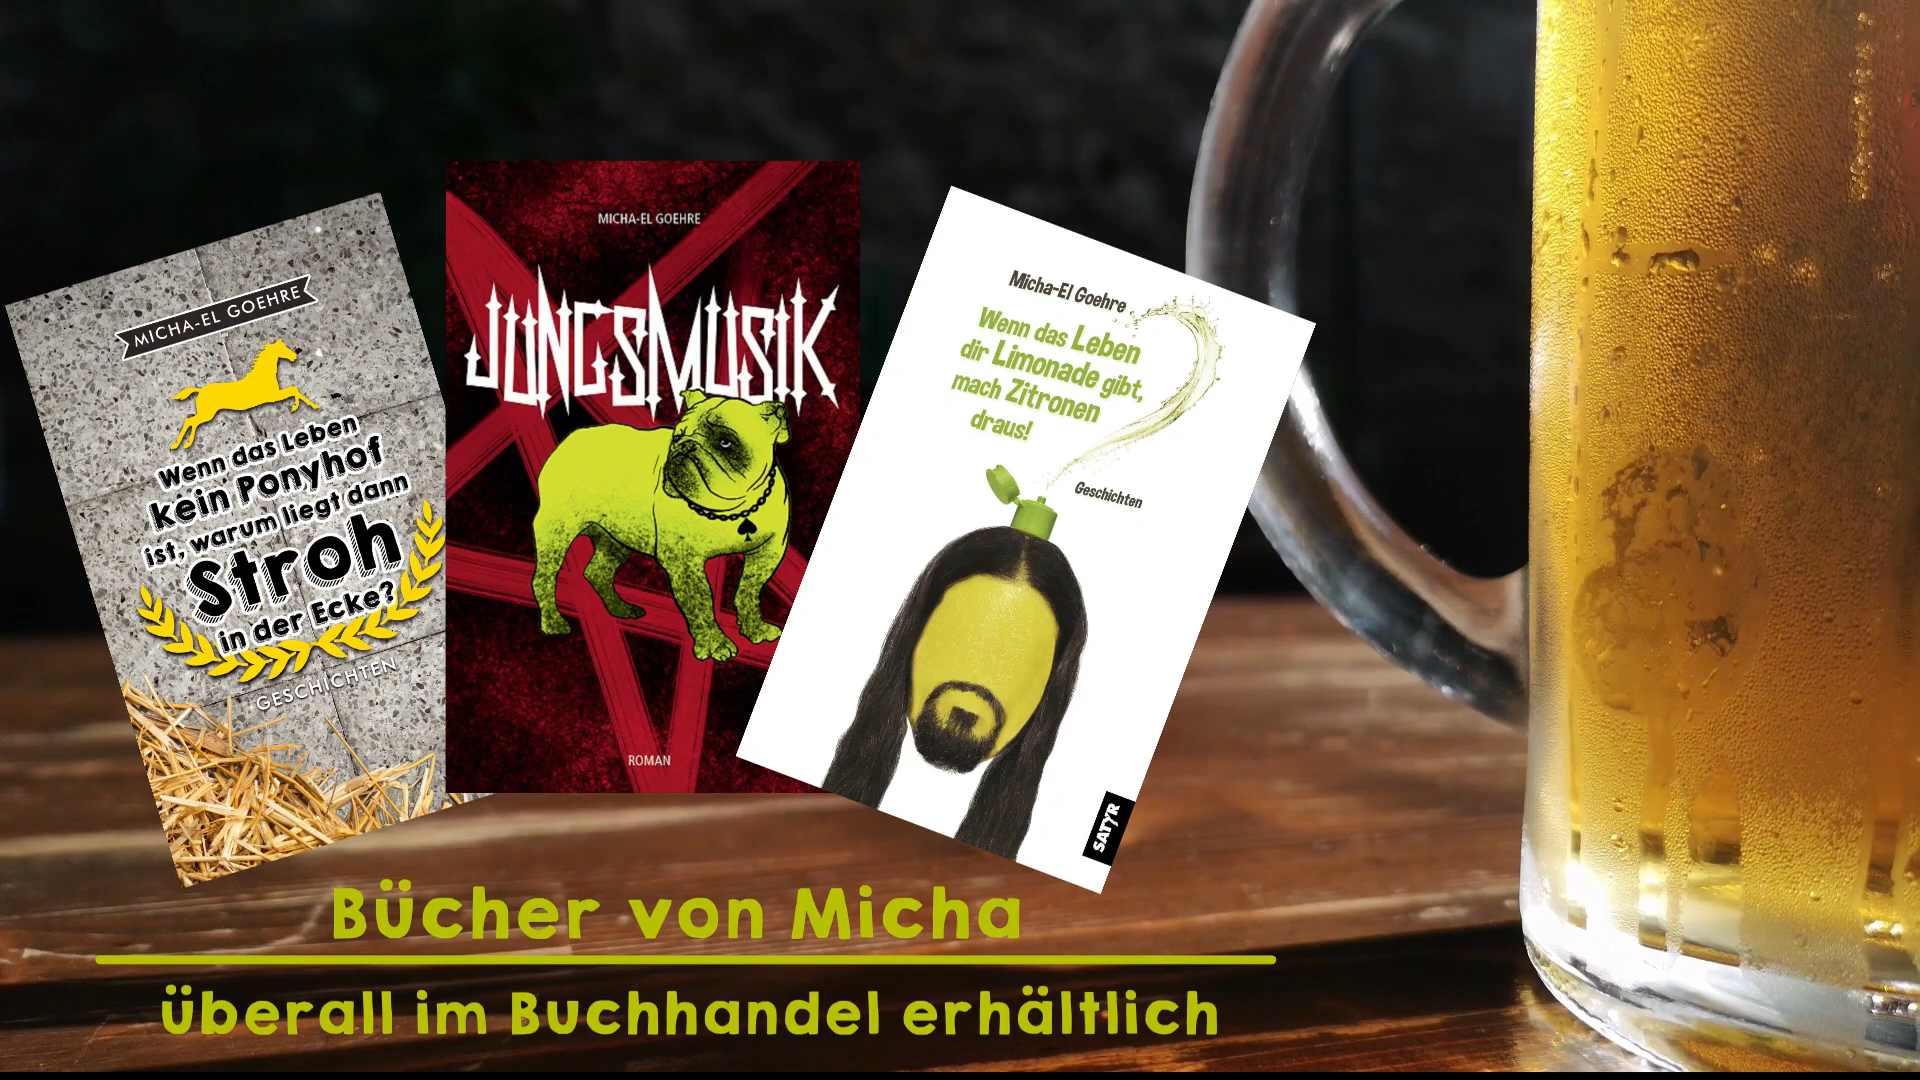 MICHA-EL GOEHRE
Wenn das Leben
kein Ponyhof
ist, warum liegt dann
Stroh
in der Ecke?
GESCHICHTEN
MICHA-EL GOEHRE
JUNGSMUSIK
ROMAN
Micha-El Goehre
Wenn das Leben
dir Limonade gibt,
mach Zitronen
draus!
Geschichten
SATYR
Bücher von Micha
überall im Buchhandel erhältlich